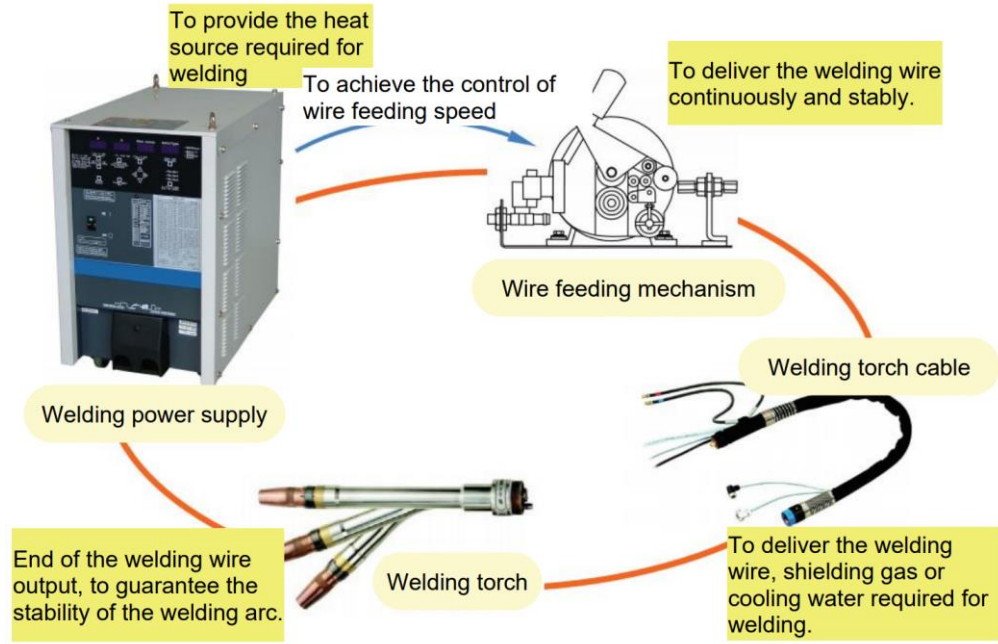 To provide the heat
source required for
welding
To achieve the control of
wire feeding speed
To deliver the welding wire
continuously and stably.
Wire feeding mechanism
Welding torch cable
Welding power supply
End of the welding wire
output, to guarantee the
stability of the welding arc.
Welding torch
To deliver the welding
wire, shielding gas or
cooling water required for
welding.